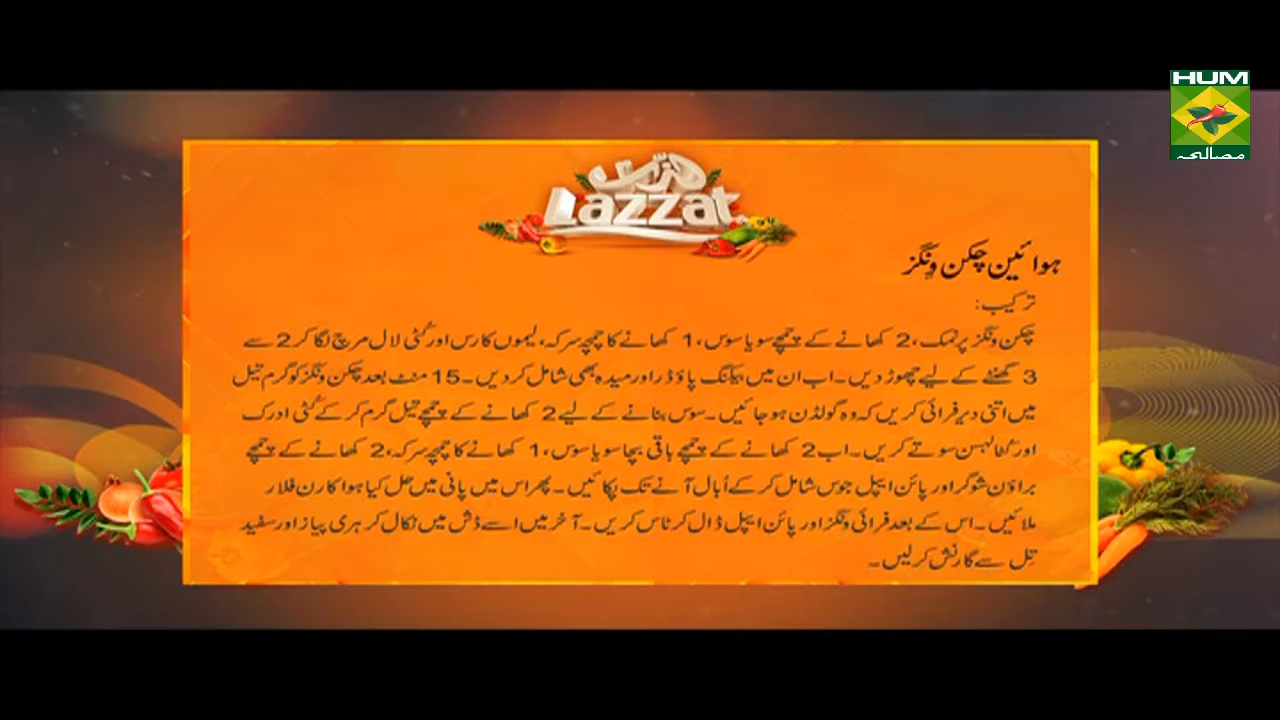 HUM
مصالحہ
لذت
Lazzat
ہوائین چکن ونگز
ترکیب:
چکن ونگز پر نمک، 2 کھانے کے چمچے سویا سوس، 1 کھانے کا چمچہ سرکہ، لیموں کا رس اور کُٹی لال مرچ لگا کر 2 سے
3 گھنٹے کے لیے چھوڑ دیں۔ اب ان میں بیکنگ پاؤڈر اور میدہ بھی شامل کر دیں۔ 15 منٹ بعد چکن ونگز کو گرم تیل
میں اتنی دیر فرائی کریں کہ وہ گولڈن ہو جائیں۔ سوس بنانے کے لیے 2 کھانے کے چمچے تیل گرم کر کے کُٹی ادرک
اور کُٹا لہسن سوتے کریں۔ اب 2 کھانے کے چمچے باقی بچا سویا سوس، 1 کھانے کا چمچہ سرکہ، 2 کھانے کے چمچے
براؤن شوگر اور پائن ایپل جوس شامل کر کے اُبال آنے تک پکائیں۔ پھر اس میں پانی میں حل کیا ہوا کارن فلار
ملائیں۔ اس کے بعد فرائی ونگز اور پائن ایپل ڈال کر ٹاس کریں۔ آخر میں اسے ڈش میں نکال کر ہری پیاز اور سفید
تِل سے گارنش کر لیں۔